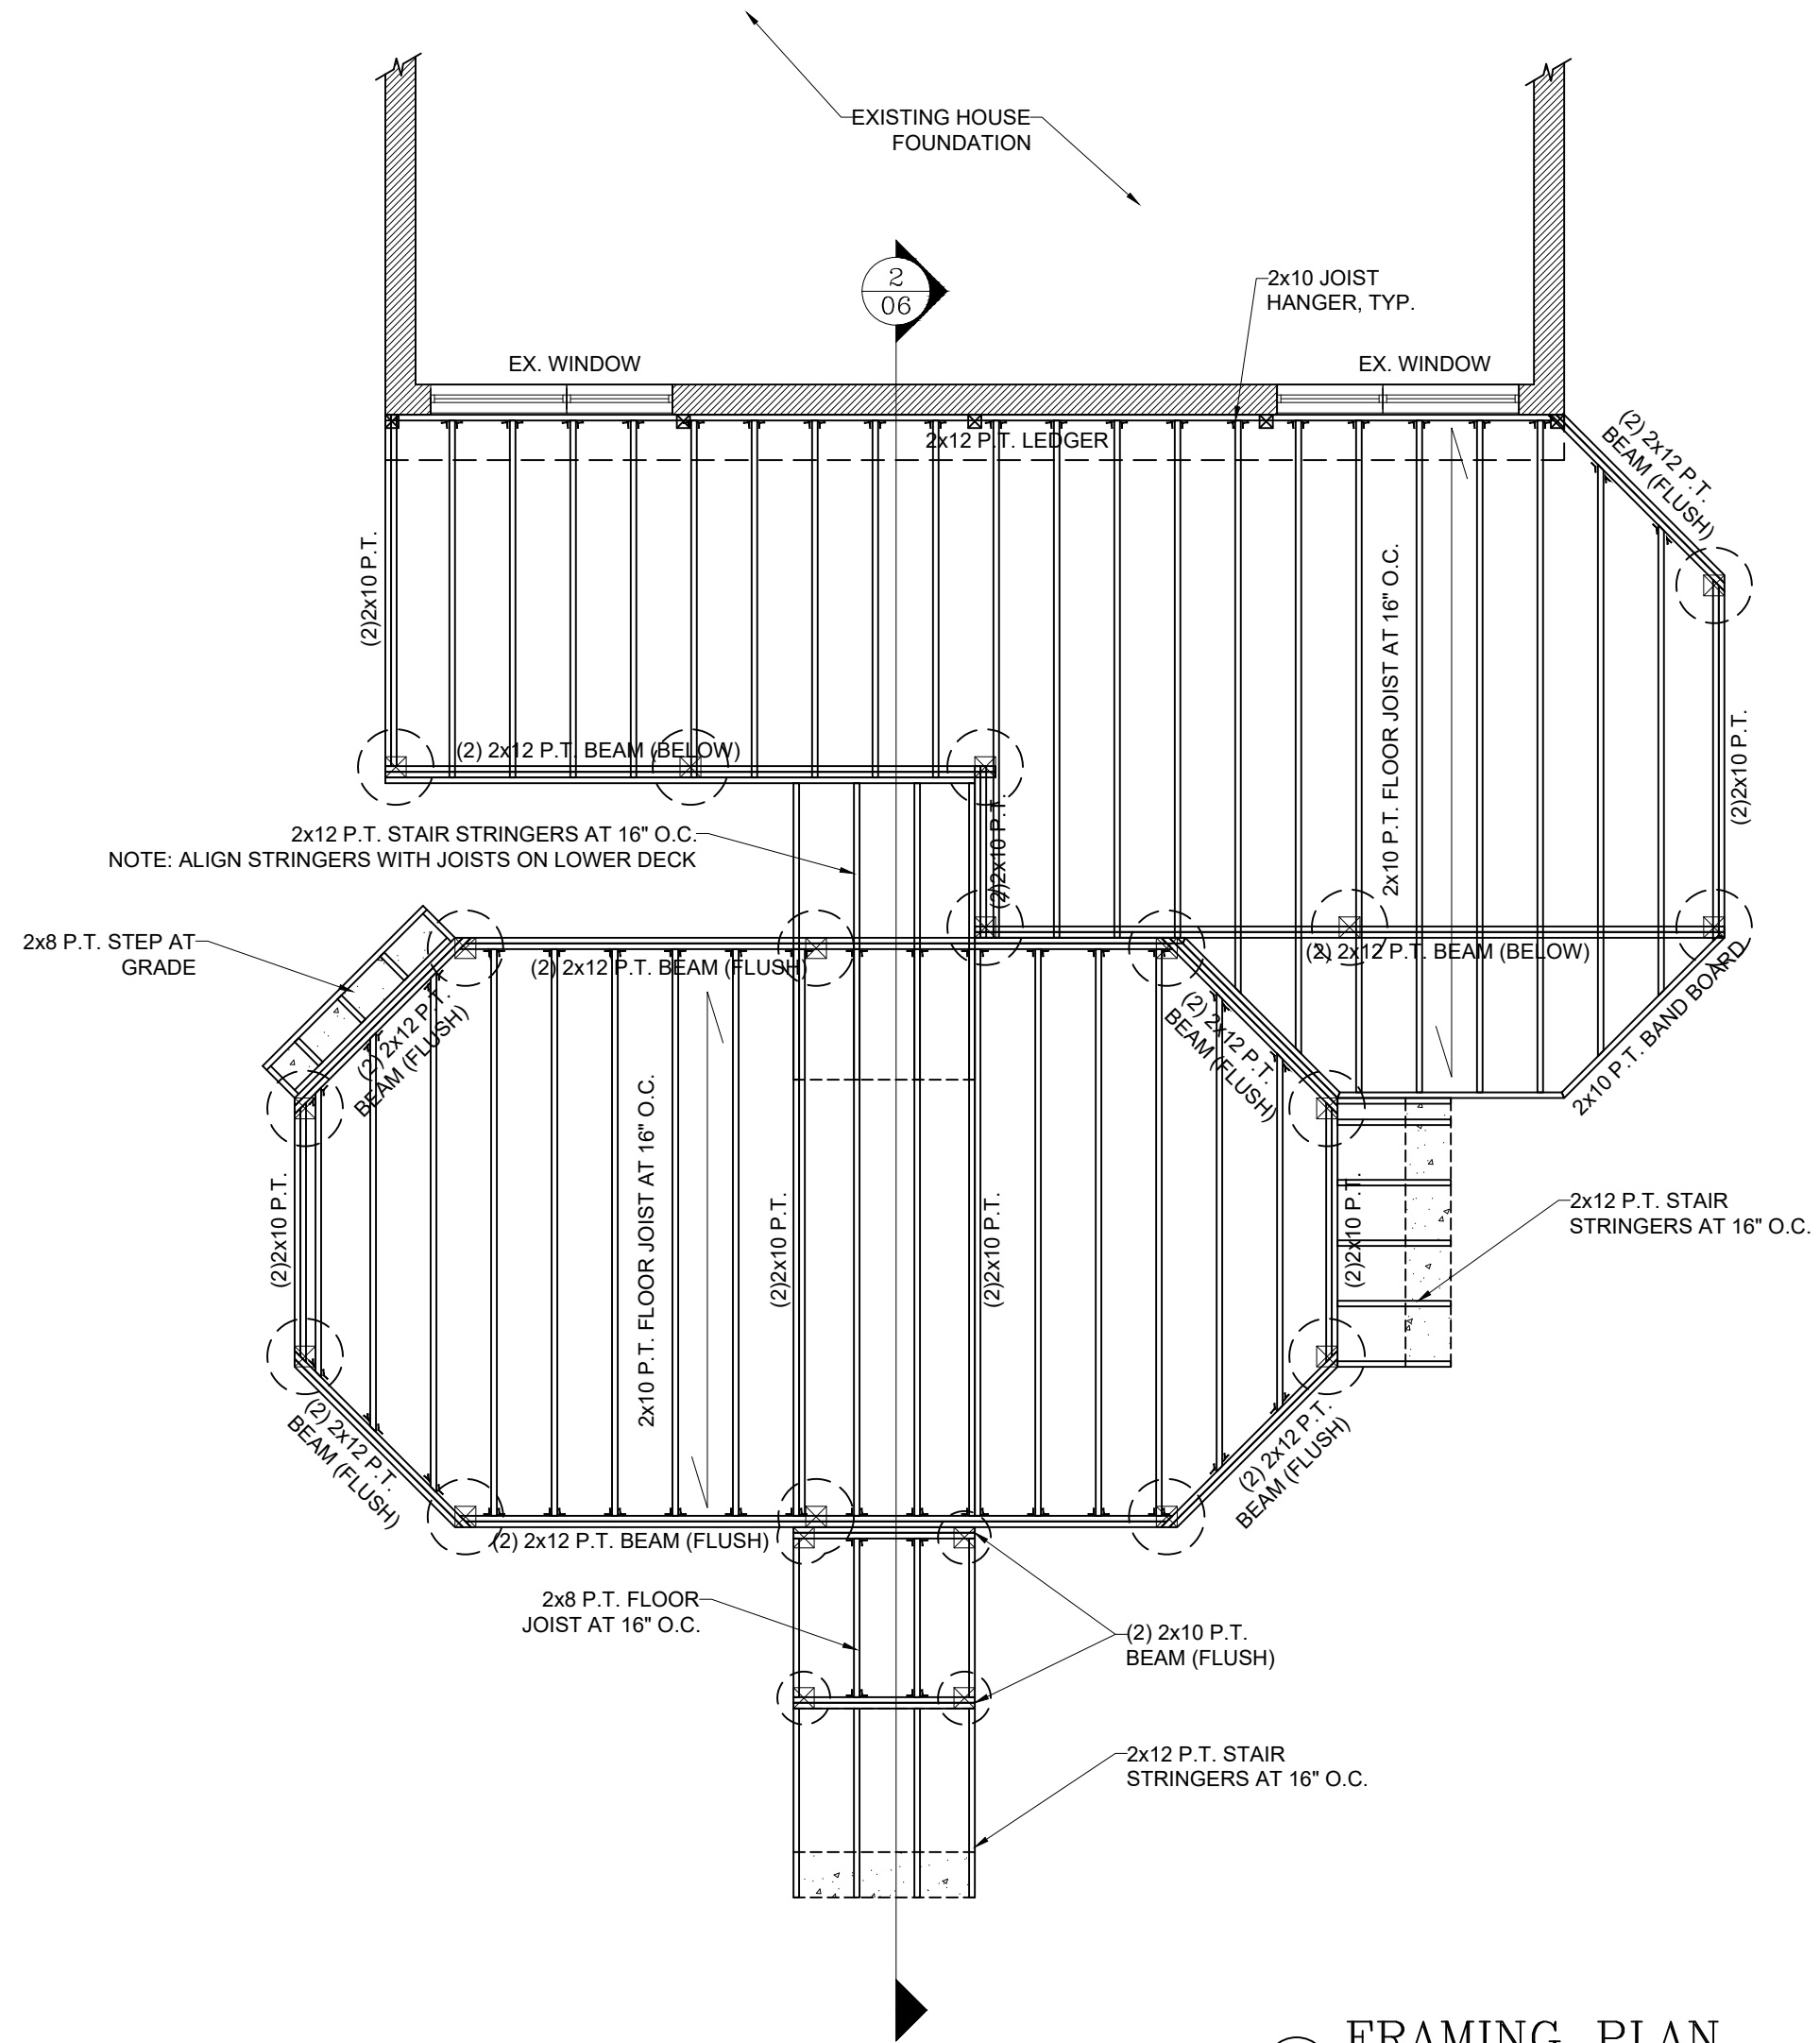 EXISTING HOUSE
FOUNDATION
2
06
2x10 JOIST
HANGER, TYP.
EX. WINDOW
EX. WINDOW
2x12 P.T. LEDGER
(2) 2x12 P.T.
BEAM (FLUSH)
(2)2x10 P.T.
2x10 P.T. FLOOR JOIST AT 16" O.C.
(2)2x10 P.T.
(2) 2x12 P.T. BEAM (BELOW)
(2)2x10 P.T.
2x12 P.T. STAIR STRINGERS AT 16" O.C.
NOTE: ALIGN STRINGERS WITH JOISTS ON LOWER DECK
2x8 P.T. STEP AT
GRADE
(2) 2x12 P.T. BEAM (FLUSH)
(2) 2x12 P.T. BEAM (BELOW)
(2) 2x12 P.T.
BEAM (FLUSH)
(2) 2x12 P.T.
BEAM (FLUSH)
2x10 P.T. BAND BOARD
2x10 P.T. FLOOR JOIST AT 16" O.C.
(2)2x10 P.T.
(2)2x10 P.T.
(2)2x10 P.T.
(2)2x10 P.T.
2x12 P.T. STAIR
STRINGERS AT 16" O.C.
(2) 2x12 P.T.
BEAM (FLUSH)
(2) 2x12 P.T.
BEAM (FLUSH)
(2) 2x12 P.T. BEAM (FLUSH)
2x8 P.T. FLOOR
JOIST AT 16" O.C.
(2) 2x10 P.T.
BEAM (FLUSH)
2x12 P.T. STAIR
STRINGERS AT 16" O.C.
FRAMING PLAN